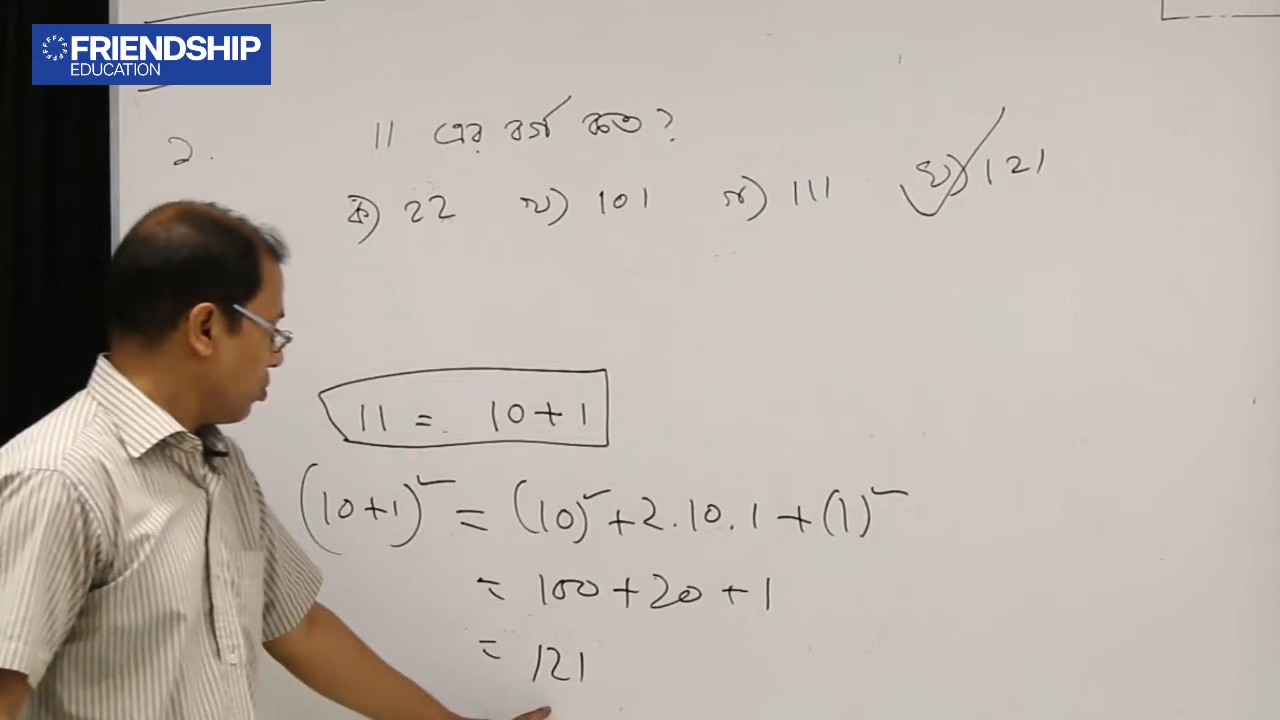 FRIENDSHIP
EDUCATION
২. 11 এর বর্গ কত?
ক) 22 খ) 101 গ) 111 ঘ) 121
11 = 10+1
(10+1)² = (10)² + 2.10.1 + (1)²
= 100 + 20 + 1
= 121